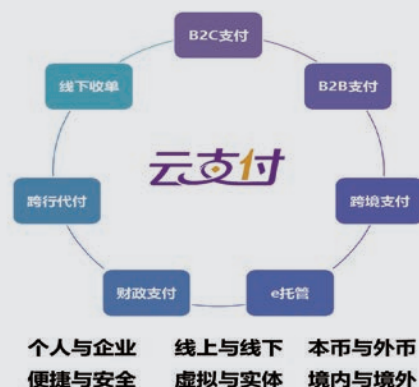 B2C支付
线下收单
B2B支付
云支付
跨行代付
跨境支付
财政支付
e托管
个人与企业 线上与线下 本币与外币
便捷与安全 虚拟与实体 境内与境外